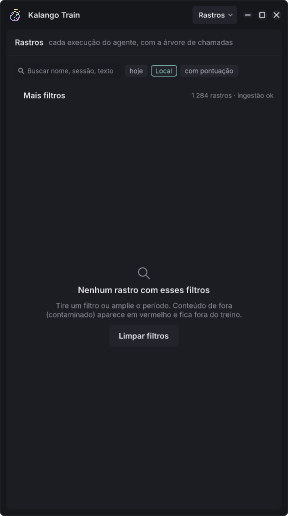 Kalango Train
Rastros
Rastros cada execução do agente, com a árvore de chamadas
Buscar nome, sessão, texto
hoje
Local
com pontuação
Mais filtros
1 284 rastros · ingestão ok
Nenhum rastro com esses filtros
Tire um filtro ou amplie o período. Conteúdo de fora
(contaminado) aparece em vermelho e fica fora do treino.
Limpar filtros